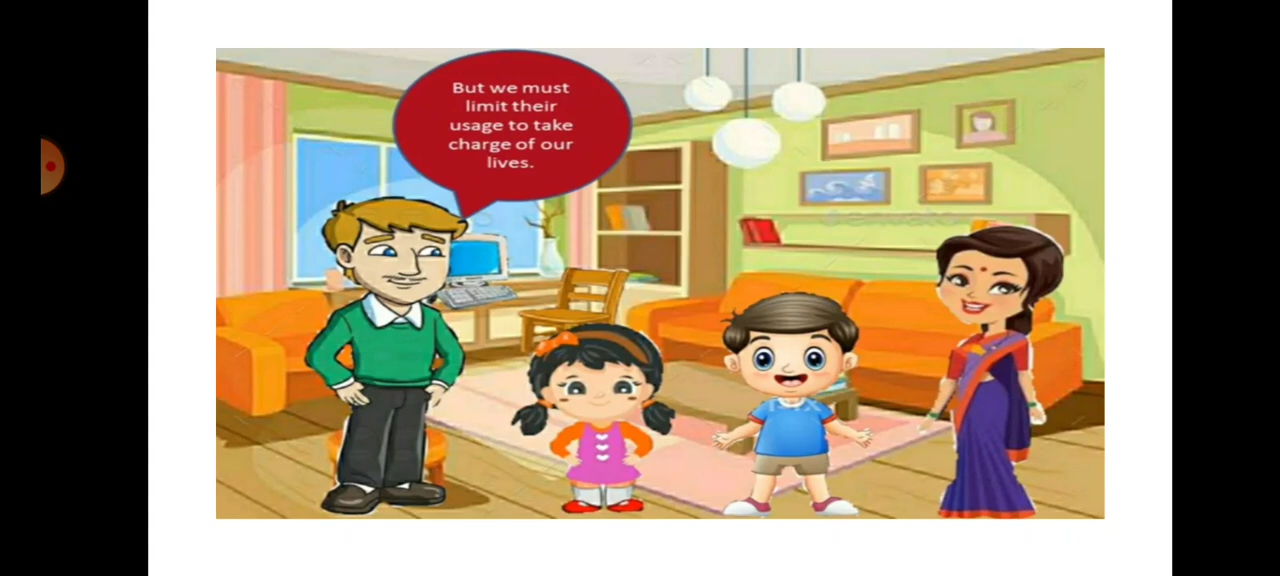 But we must
limit their
usage to take
charge of our
lives.